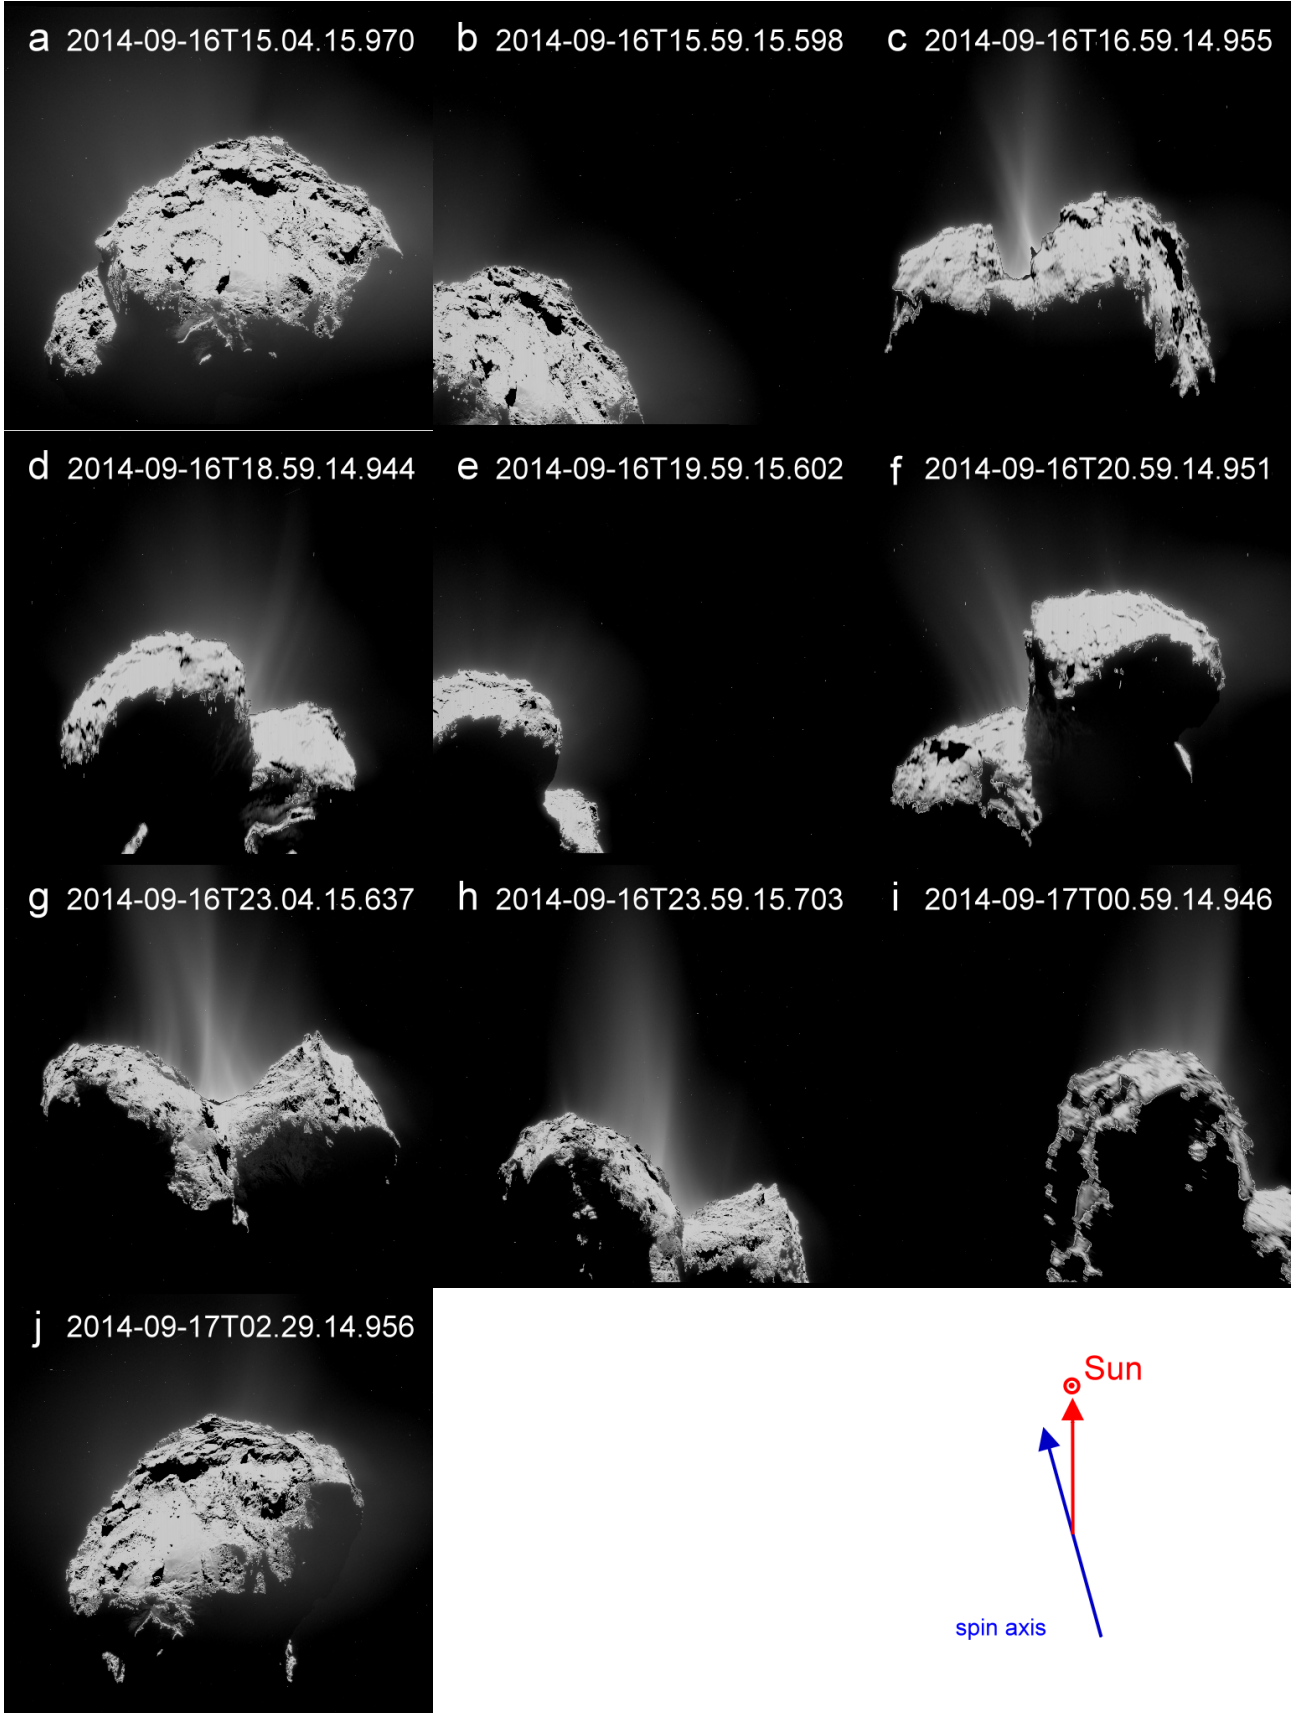 a 2014-09-16T15.04.15.970
b 2014-09-16T15.59.15.598
c 2014-09-16T16.59.14.955
d 2014-09-16T18.59.14.944
e 2014-09-16T19.59.15.602
f 2014-09-16T20.59.14.951
g 2014-09-16T23.04.15.637
h 2014-09-16T23.59.15.703
i 2014-09-17T00.59.14.946
j 2014-09-17T02.29.14.956
Sun
spin axis